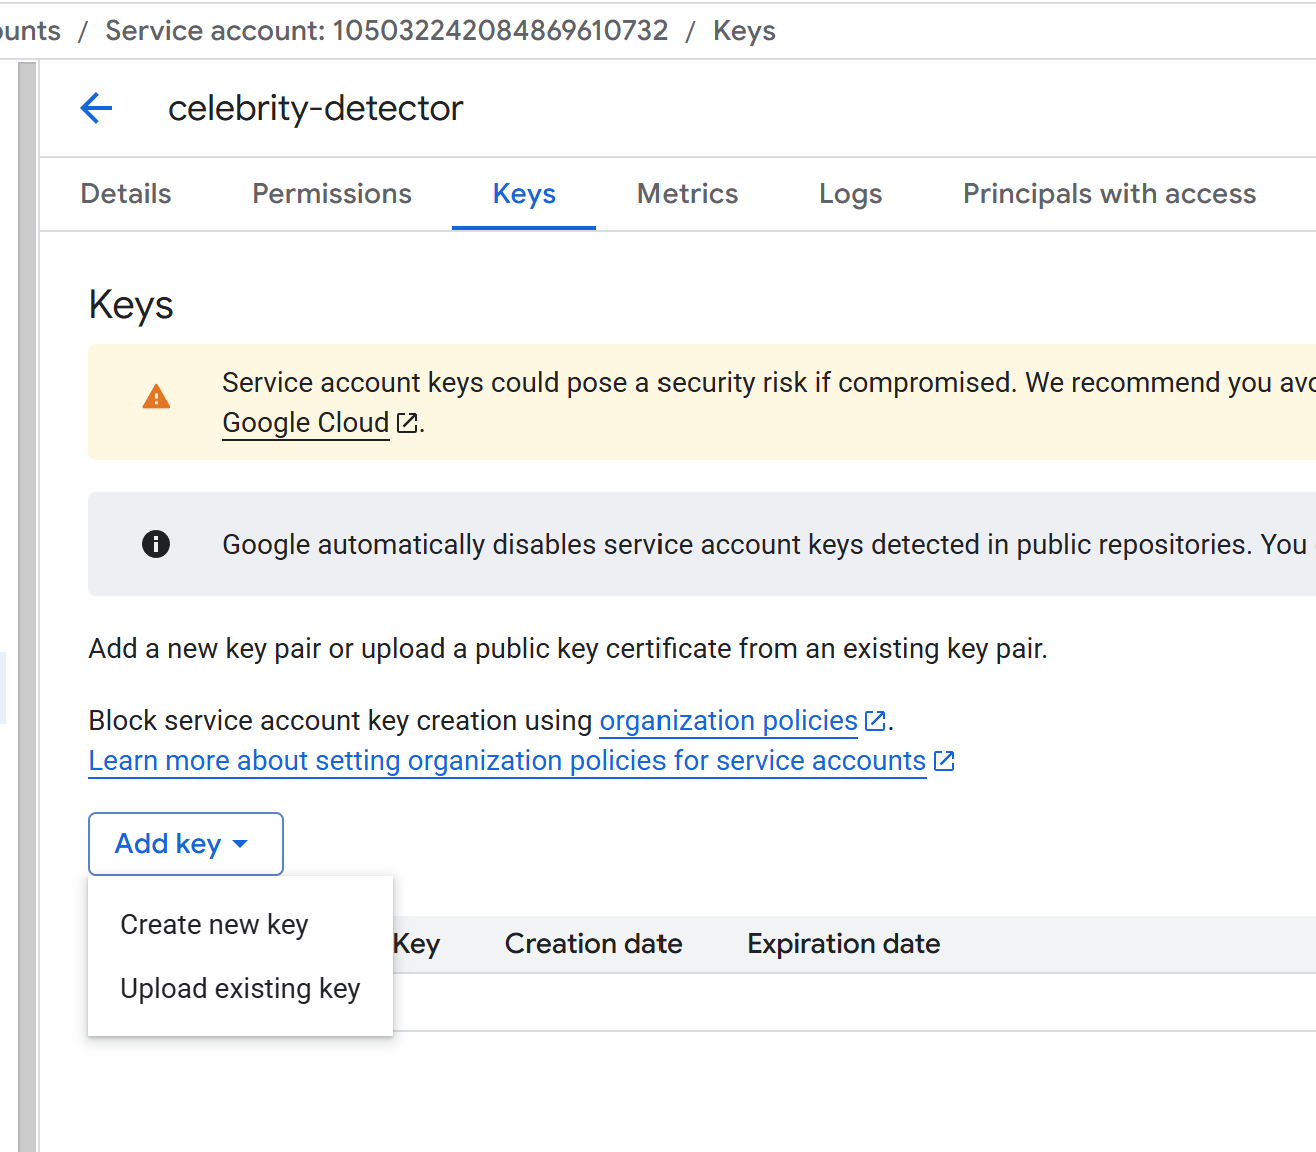 / Service account: 105032242084869610732 / Keys
celebrity-detector
Details Permissions Keys Metrics Logs Principals with access
Keys
Service account keys could pose a security risk if compromised. We recommend you
Google Cloud.
Google automatically disables service account keys detected in public repositories. You
Add a new key pair or upload a public key certificate from an existing key pair.
Block service account key creation using organization policies.
Learn more about setting organization policies for service accounts
Add key
Create new key
Key Creation date Expiration date
Upload existing key